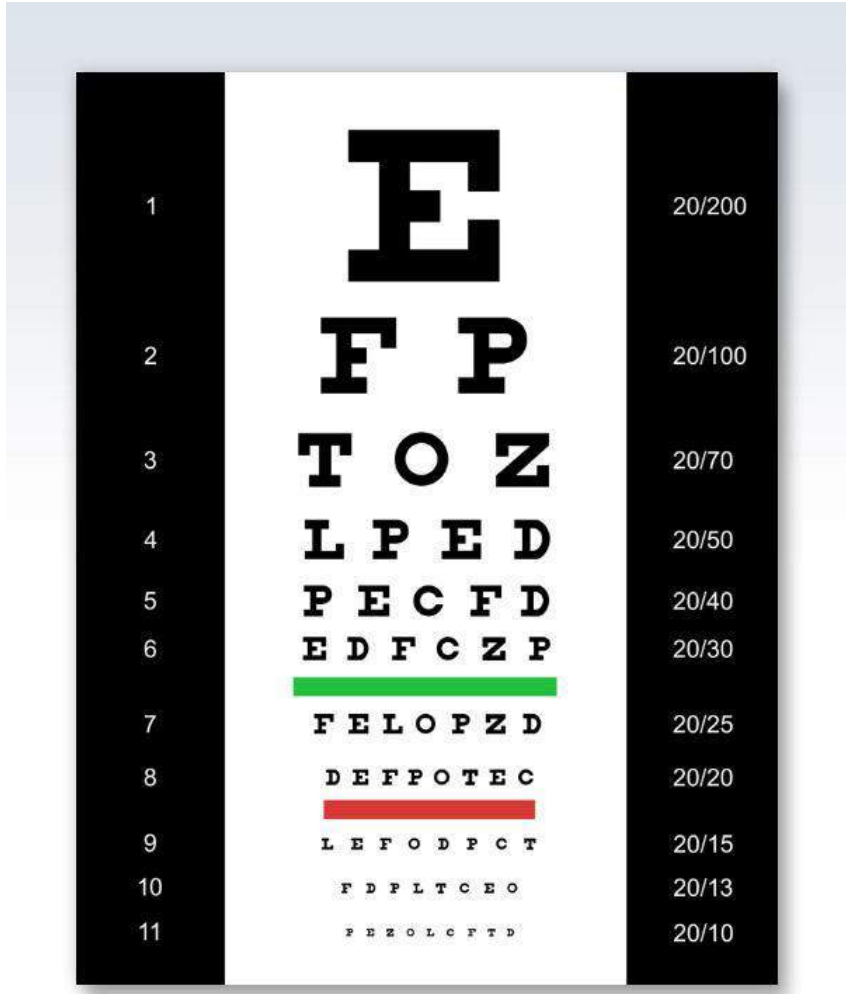 1 E 20/200
2 F P 20/100
3 T O Z 20/70
4 L P E D 20/50
5 P E C F D 20/40
6 E D F C Z P 20/30
7 F E L O P Z D 20/25
8 D E F P O T E C 20/20
9 L E F O D P C T 20/15
10 F D P L T C E O 20/13
11 P E Z O L C F T D 20/10